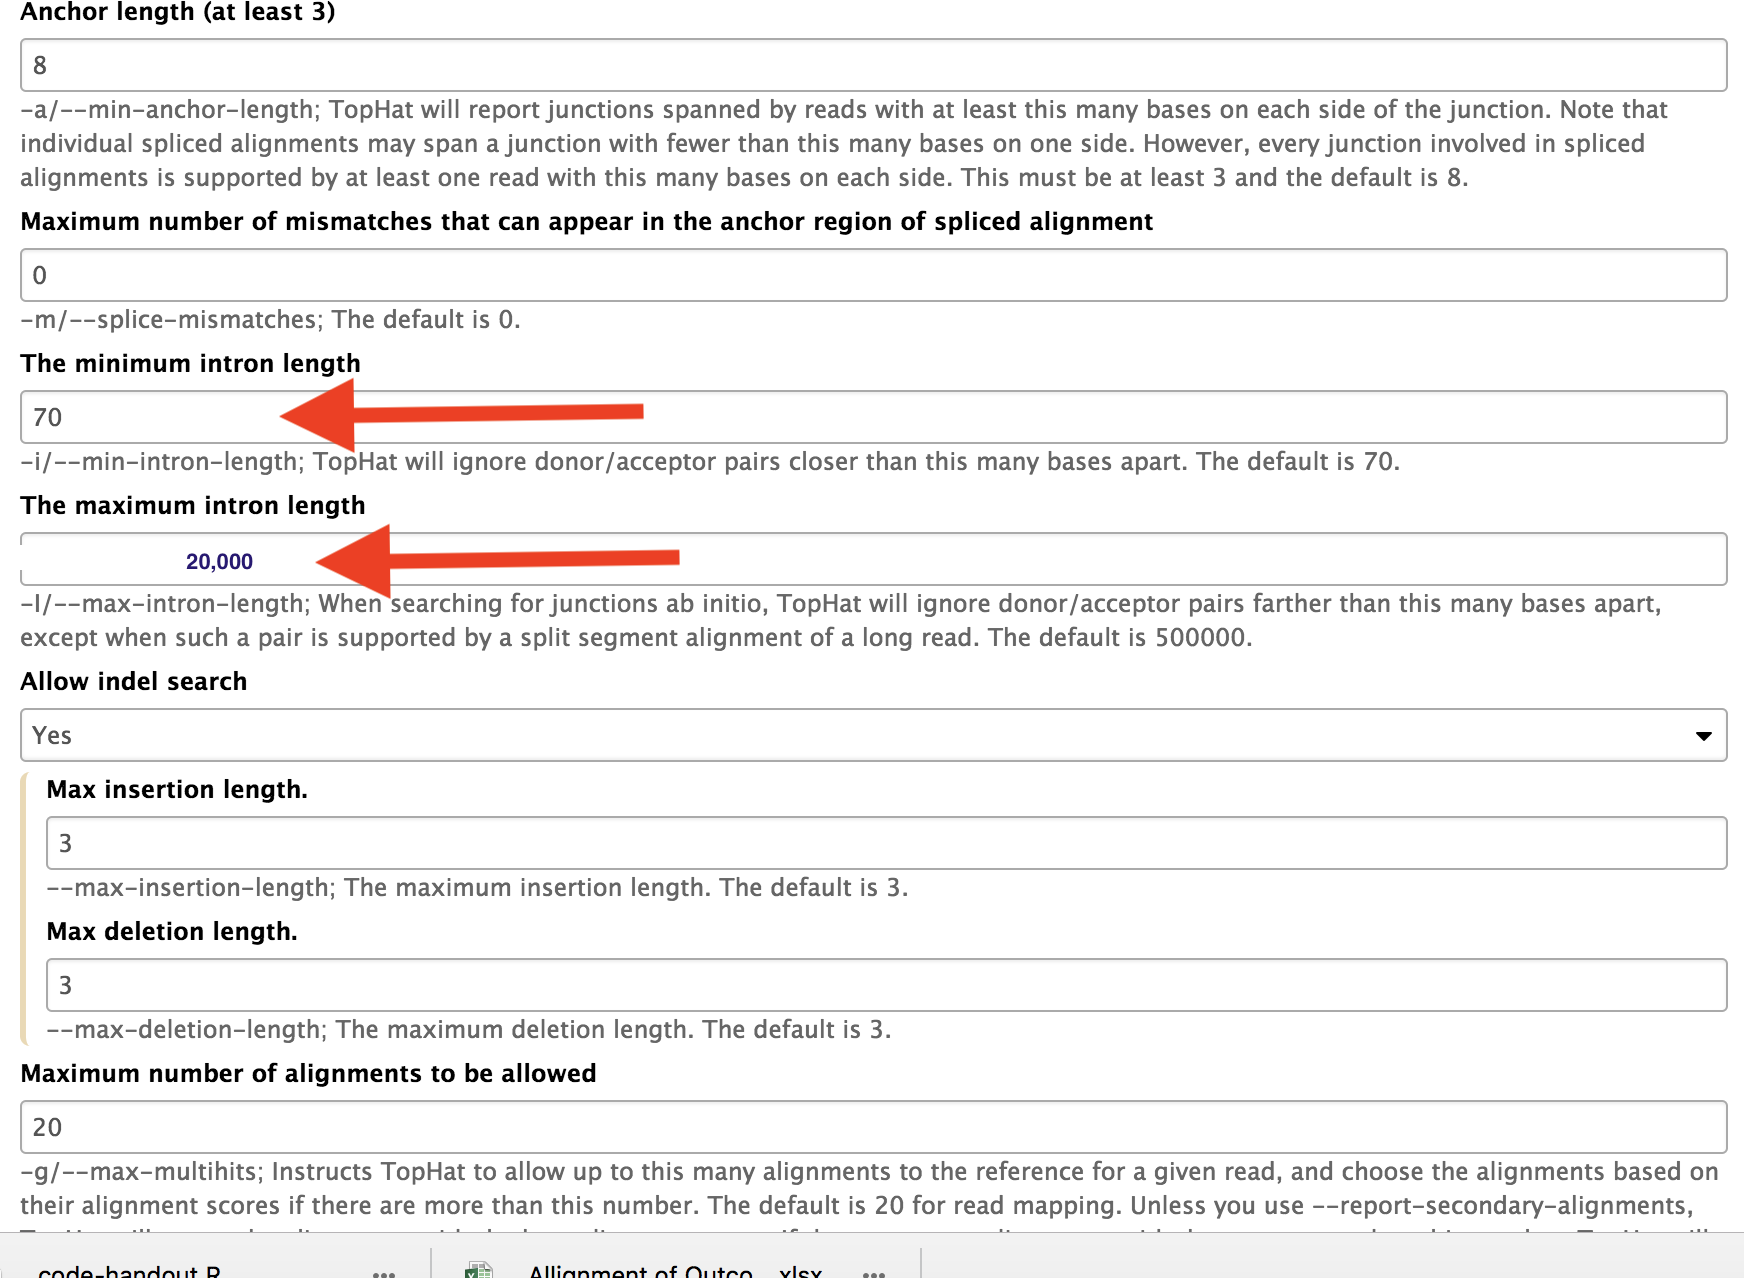 Anchor length (at least 3)
8
-a/--min-anchor-length; TopHat will report junctions spanned by reads with at least this many bases on each side of the junction. Note that
individual spliced alignments may span a junction with fewer than this many bases on one side. However, every junction involved in spliced
alignments is supported by at least one read with this many bases on each side. This must be at least 3 and the default is 8.
Maximum number of mismatches that can appear in the anchor region of spliced alignment
0
-m/--splice-mismatches; The default is 0.
The minimum intron length
70
-i/--min-intron-length; TopHat will ignore donor/acceptor pairs closer than this many bases apart. The default is 70.
The maximum intron length
20,000
-I/--max-intron-length; When searching for junctions ab initio, TopHat will ignore donor/acceptor pairs farther than this many bases apart,
except when such a pair is supported by a split segment alignment of a long read. The default is 500000.
Allow indel search
Yes
Max insertion length.
3
--max-insertion-length; The maximum insertion length. The default is 3.
Max deletion length.
3
--max-deletion-length; The maximum deletion length. The default is 3.
Maximum number of alignments to be allowed
20
-g/--max-multihits; Instructs TopHat to allow up to this many alignments to the reference for a given read, and choose the alignments based on
their alignment scores if there are more than this number. The default is 20 for read mapping. Unless you use --report-secondary-alignments,
code-handout.R ••• Allignment of Outco....xlsx •••